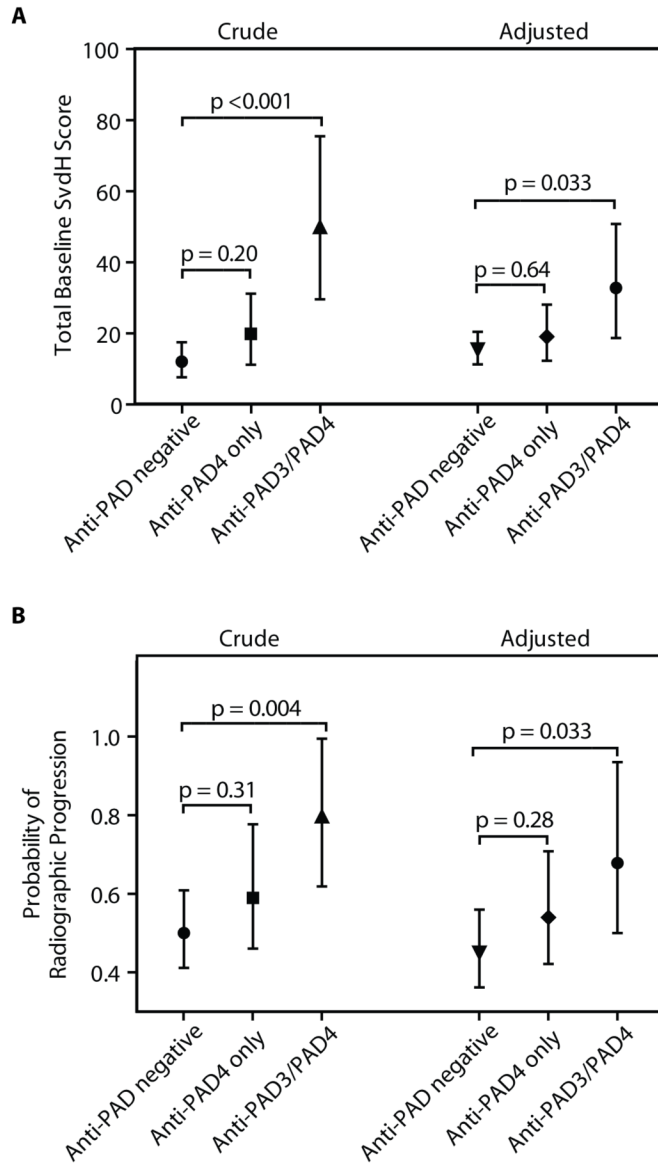 A
Crude Adjusted
Total Baseline SvdH Score
100
80
60
40
20
0
p <0.001
p = 0.20
p = 0.033
p = 0.64
Anti-PAD negative
Anti-PAD4 only
Anti-PAD3/PAD4
Anti-PAD negative
Anti-PAD4 only
Anti-PAD3/PAD4
B
Crude Adjusted
Probability of
Radiographic Progression
1.0
0.8
0.6
0.4
p = 0.004
p = 0.31
p = 0.033
p = 0.28
Anti-PAD negative
Anti-PAD4 only
Anti-PAD3/PAD4
Anti-PAD negative
Anti-PAD4 only
Anti-PAD3/PAD4